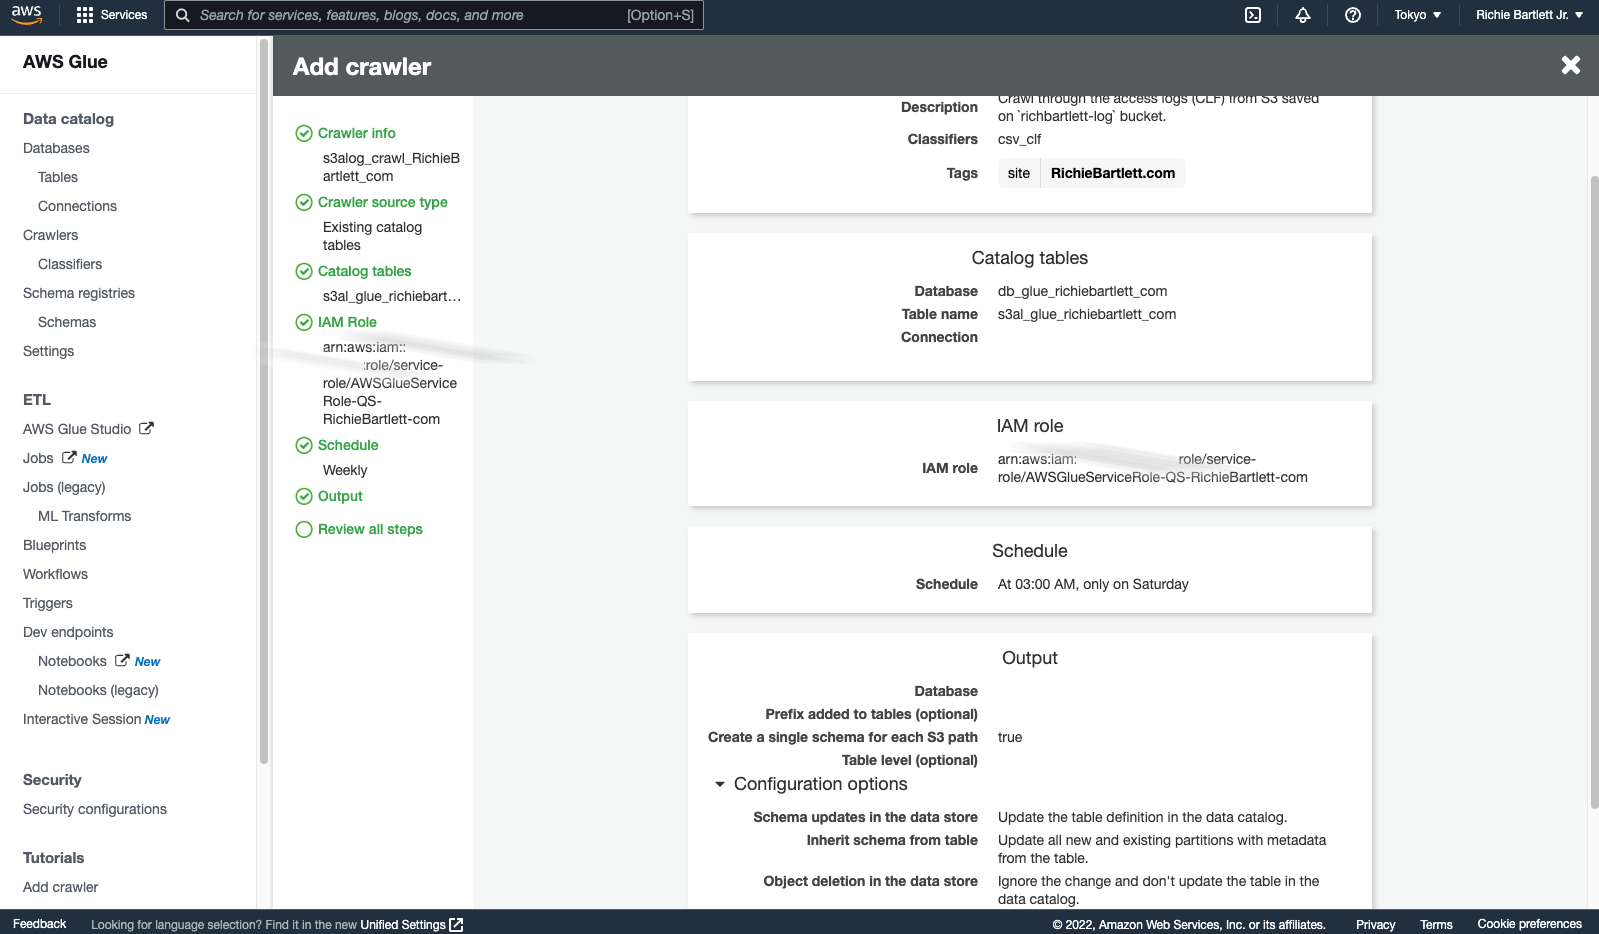 aws
Services
Search for services, features, blogs, docs, and more
[Option+S]
Tokyo
Richie Bartlett Jr.
AWS Glue
Data catalog
Databases
Tables
Connections
Crawlers
Classifiers
Schema registries
Schemas
Settings
ETL
AWS Glue Studio
Jobs New
Jobs (legacy)
ML Transforms
Blueprints
Workflows
Triggers
Dev endpoints
Notebooks New
Notebooks (legacy)
Interactive Session New
Security
Security configurations
Tutorials
Add crawler
Add crawler
Crawler info
s3alog_crawl_RichieB
artlett_com
Crawler source type
Existing catalog
tables
Catalog tables
s3al_glue_richiebart...
IAM Role
arn:aws:iam::
:role/service-
role/AWSGlueService
Role-QS-
RichieBartlett-com
Schedule
Weekly
Output
Review all steps
Description Crawl through the access logs (CLF) from S3 saved
on `richbartlett-log` bucket.
Classifiers csv_clf
Tags site RichieBartlett.com
Catalog tables
Database db_glue_richiebartlett_com
Table name s3al_glue_richiebartlett_com
Connection
IAM role
IAM role arn:aws:iam: role/service-
role/AWSGlueServiceRole-QS-RichieBartlett-com
Schedule
Schedule At 03:00 AM, only on Saturday
Output
Database
Prefix added to tables (optional)
Create a single schema for each S3 path true
Table level (optional)
Configuration options
Schema updates in the data store Update the table definition in the data catalog.
Inherit schema from table Update all new and existing partitions with metadata
from the table.
Object deletion in the data store Ignore the change and don't update the table in the
data catalog.
Feedback
Looking for language selection? Find it in the new Unified Settings
© 2022, Amazon Web Services, Inc. or its affiliates.
Privacy
Terms
Cookie preferences